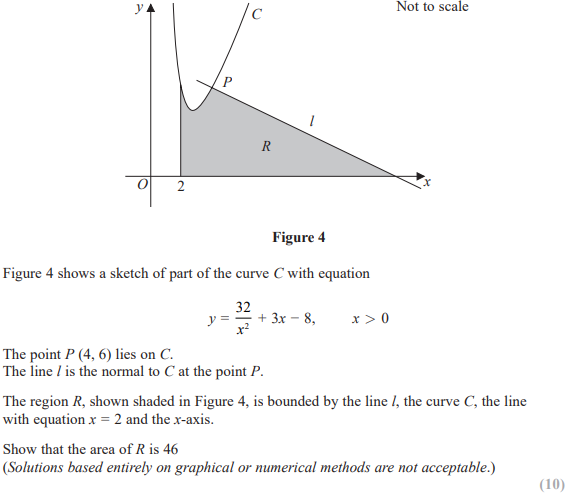 y
C
Not to scale
P
l
R
O
2
x
Figure 4
Figure 4 shows a sketch of part of the curve C with equation
y = 32/x² + 3x − 8, x > 0
The point P (4, 6) lies on C.
The line l is the normal to C at the point P.
The region R, shown shaded in Figure 4, is bounded by the line l, the curve C, the line
with equation x = 2 and the x-axis.
Show that the area of R is 46
(Solutions based entirely on graphical or numerical methods are not acceptable.)
(10)